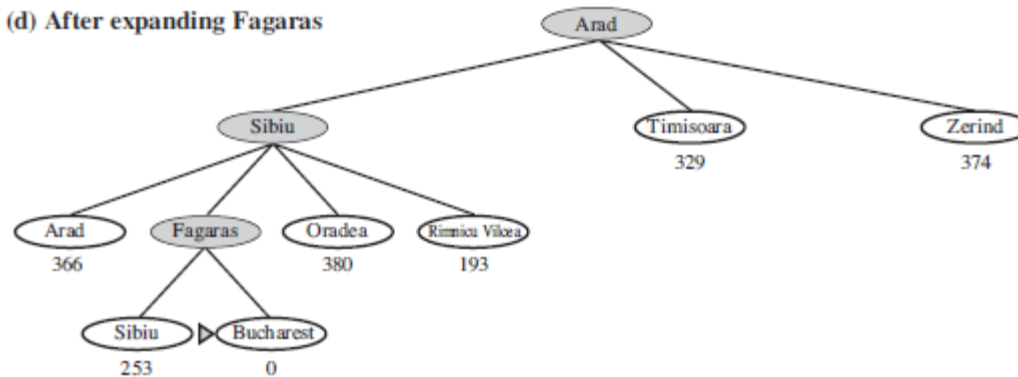 (d) After expanding Fagaras
Arad
Sibiu
Timisoara
Zerind
329
374
Arad
Fagaras
Oradea
Rimnicu Vilcea
366
380
193
Sibiu
Bucharest
253
0